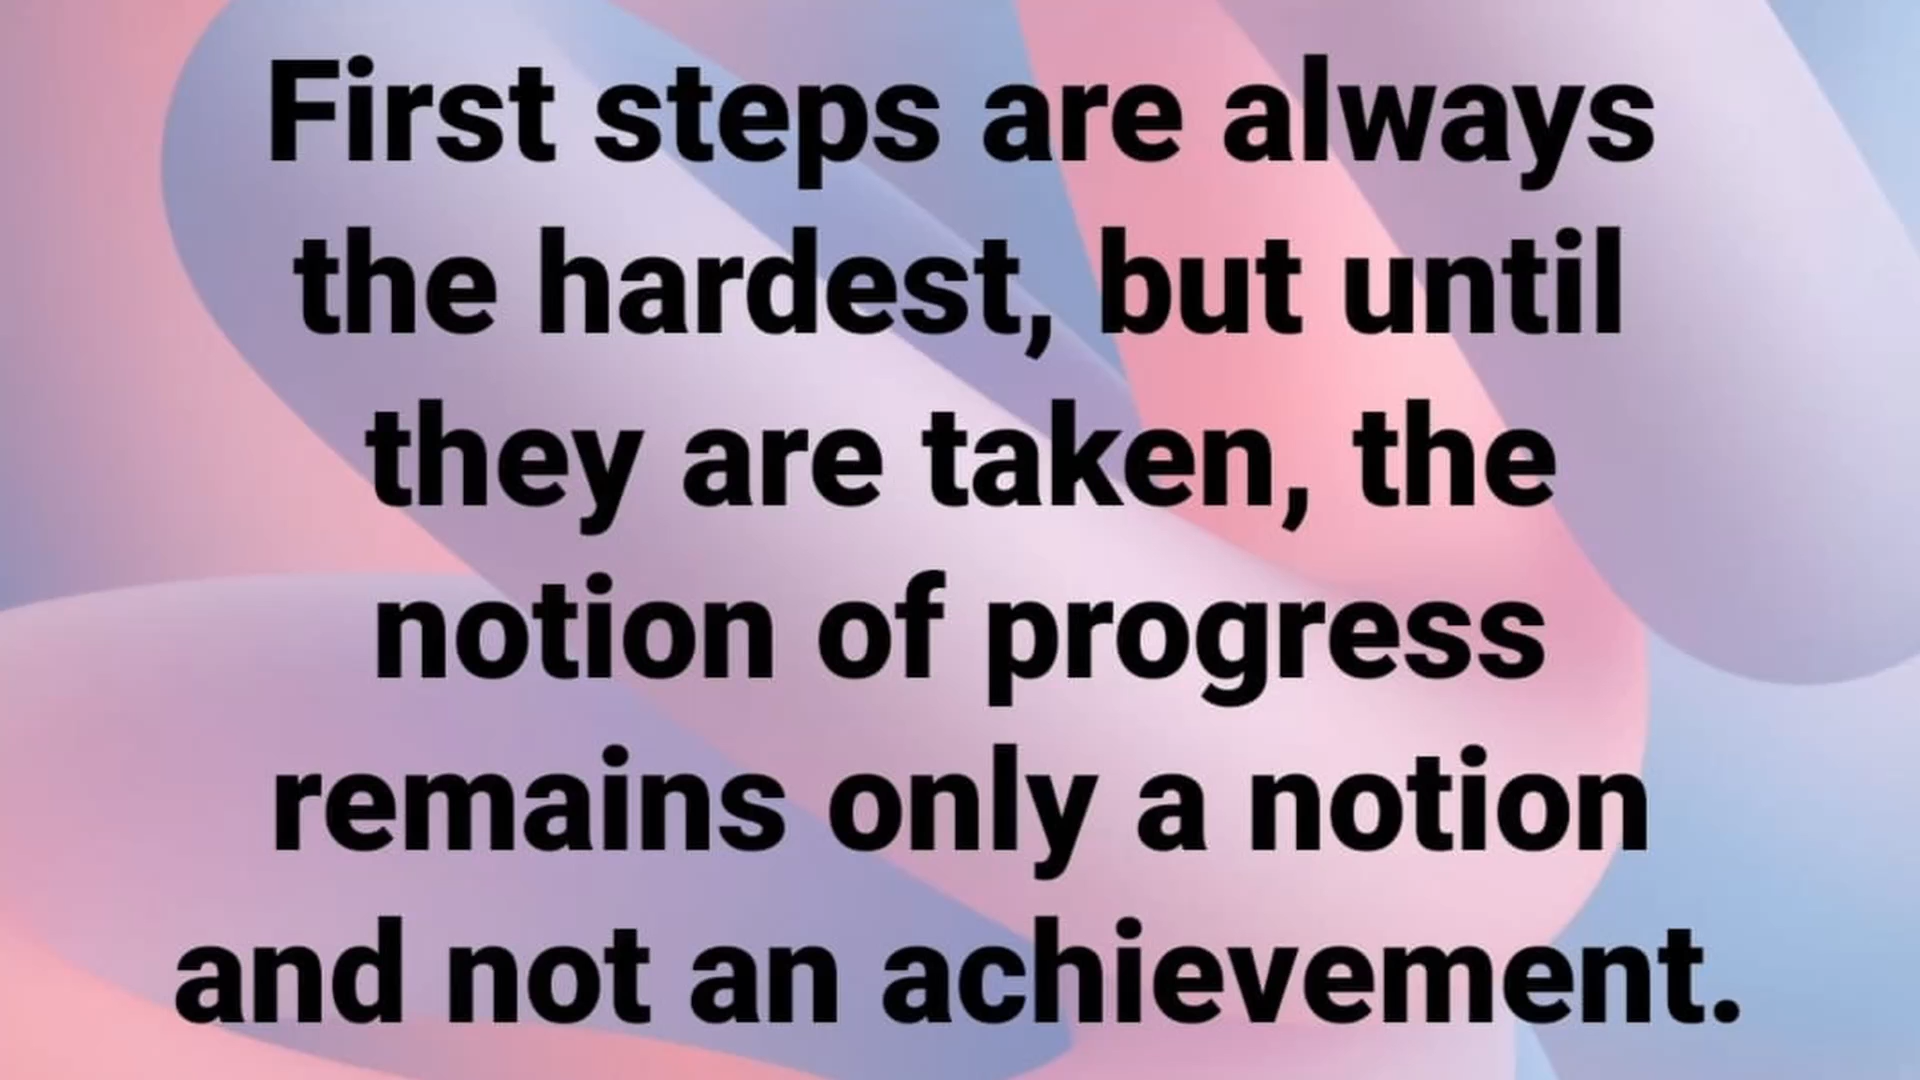 First steps are always
the hardest, but until
they are taken, the
notion of progress
remains only a notion
and not an achievement.